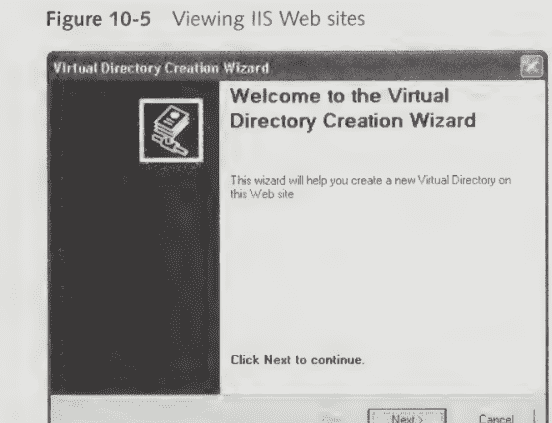 Figure 10-5 Viewing IIS Web sites
Virtual Directory Creation Wizard
Welcome to the Virtual
Directory Creation Wizard
This wizard will help you create a new Virtual Directory on
this Web site
Click Next to continue.
Next >
Cancel